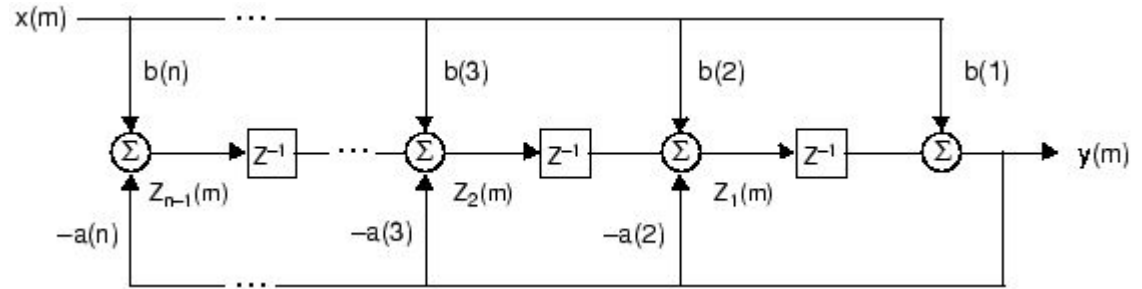 x(m) ...
b(n) b(3) b(2) b(1)
Σ Z⁻¹ ... Σ Z⁻¹ Σ Z⁻¹ Σ y(m)
Zₙ₋₁(m) Z₂(m) Z₁(m)
−a(n) −a(3) −a(2)
...